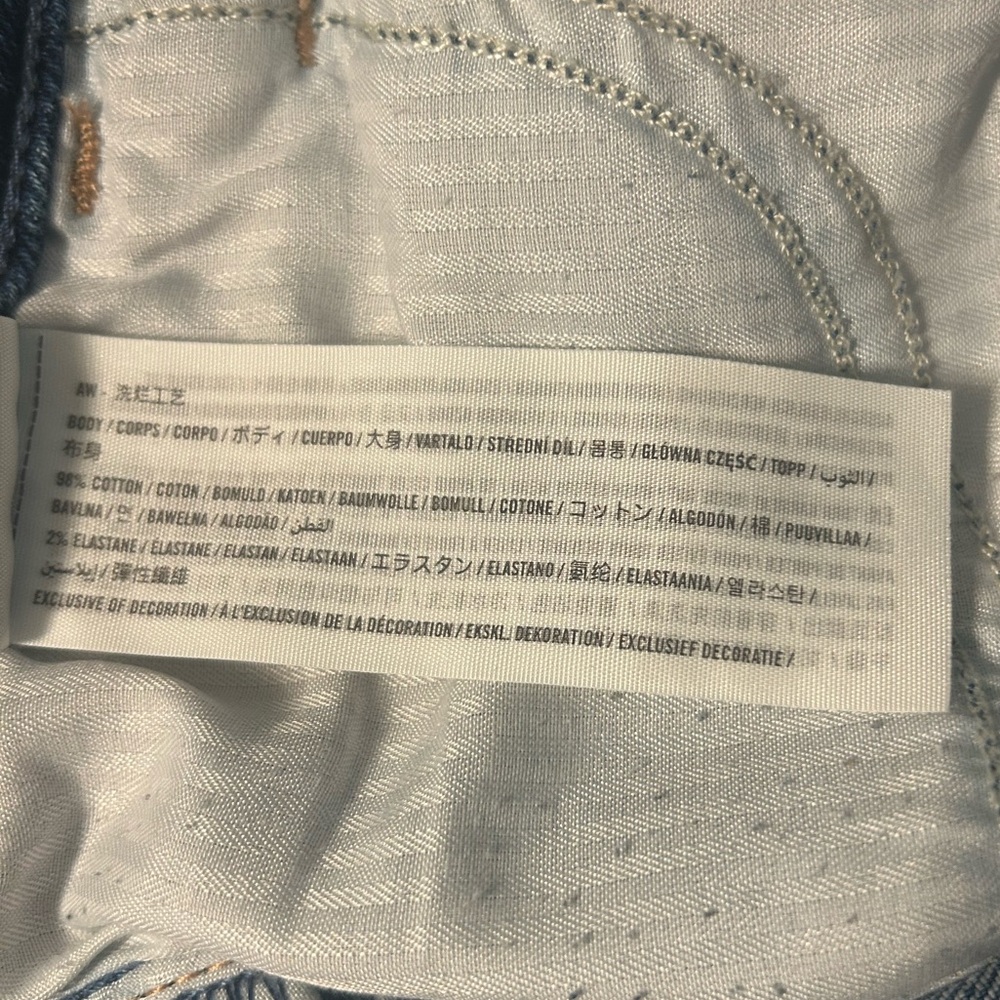 AW - 洗烂工艺
BODY / CORPS / CORPO / ボディ / CUERPO / 大身 / VARTALO / STŘEDNÍ DÍL / 몸통 / GŁÓWNA CZĘŚĆ / TOPP / الثوب /
布身
98% COTTON / COTON / BOMULD / KATOEN / BAUMWOLLE / BOMULL / COTONE / コットン / ALGODÓN / 棉 / PUUVILLAA /
BAVLNA / 면 / BAWEŁNA / ALGODÃO / القطن
2% ELASTANE / ÉLASTANE / ELASTAN / ELASTAAN / エラスタン / ELASTANO / 氨纶 / ELASTAANIA / 엘라스탄 /
إيلاستين / 彈性纖維
EXCLUSIVE OF DECORATION / À L'EXCLUSION DE LA DÉCORATION / EKSKL. DEKORATION / EXCLUSIEF DECORATIE /